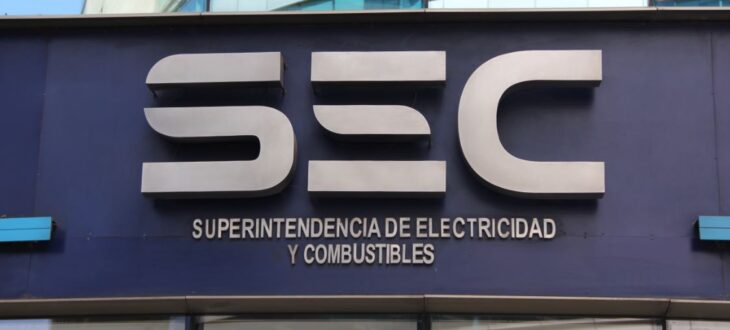 SEC
SUPERINTENDENCIA DE ELECTRICIDAD
Y COMBUSTIBLES